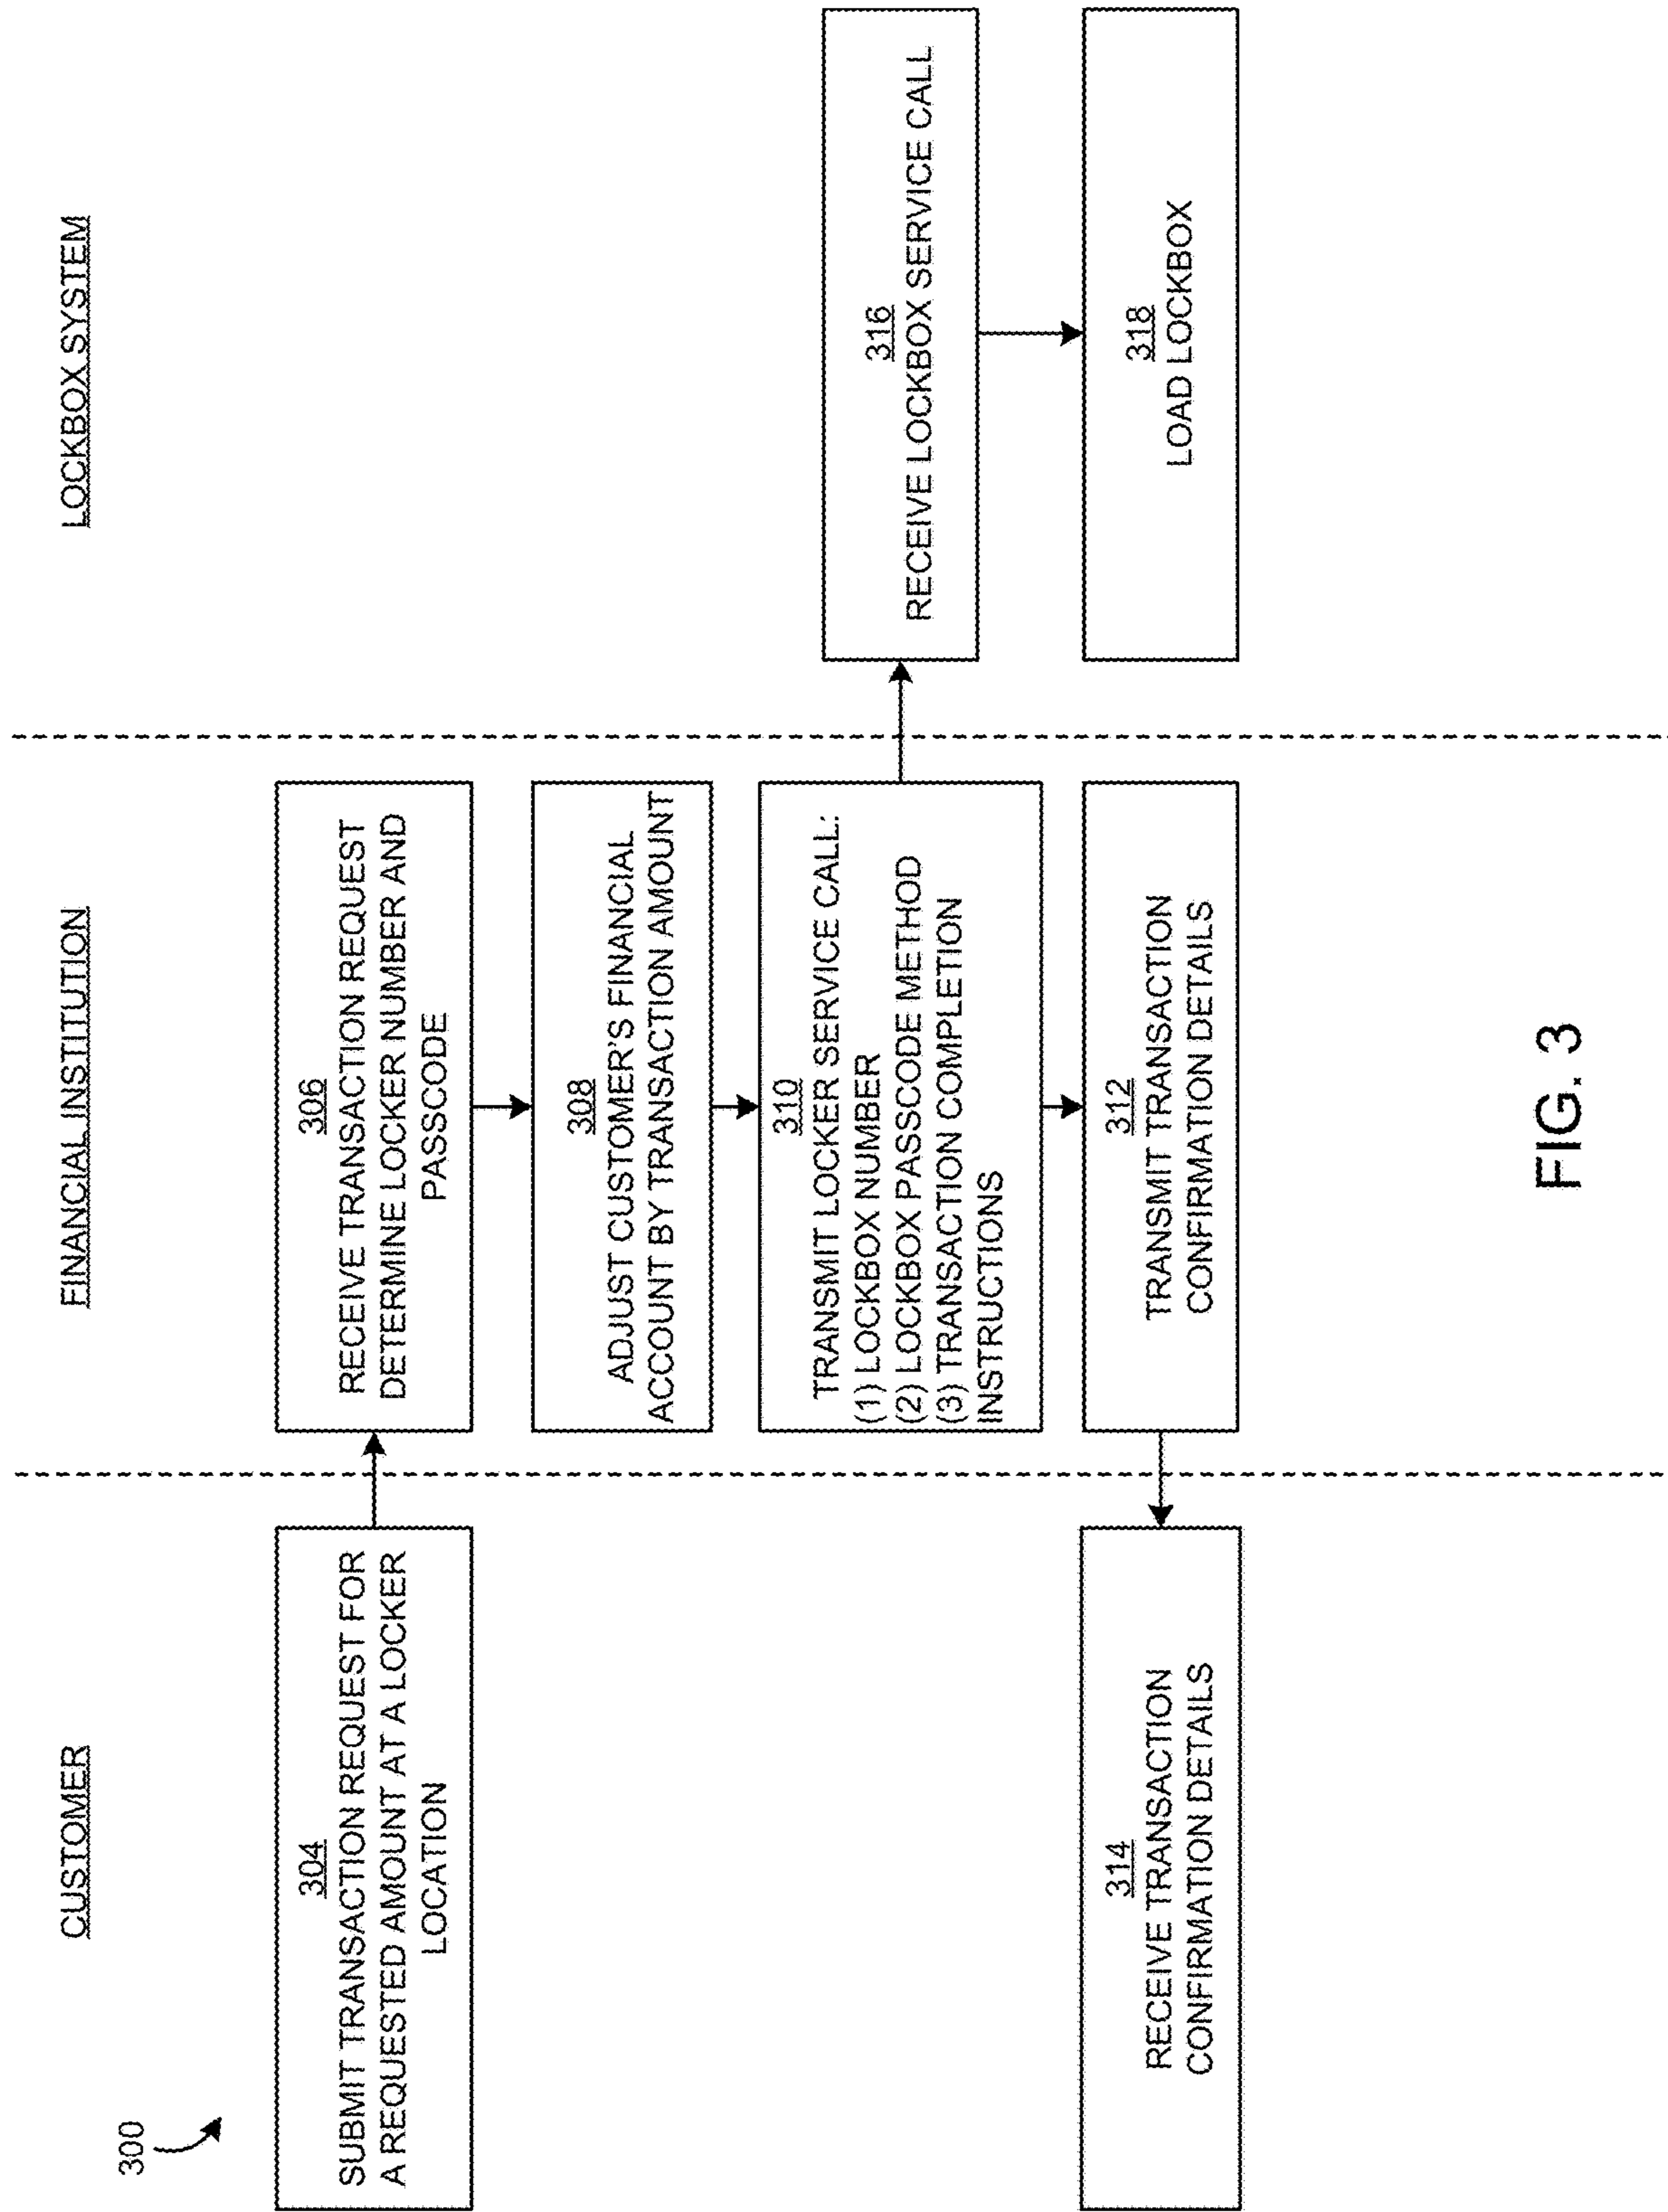 300
CUSTOMER
FINANCIAL INSTITUTION
LOCKBOX SYSTEM
304
SUBMIT TRANSACTION REQUEST FOR
A REQUESTED AMOUNT AT A LOCKER
LOCATION
306
RECEIVE TRANSACTION REQUEST
DETERMINE LOCKER NUMBER AND
PASSCODE
308
ADJUST CUSTOMER'S FINANCIAL
ACCOUNT BY TRANSACTION AMOUNT
310
TRANSMIT LOCKER SERVICE CALL:
(1) LOCKBOX NUMBER
(2) LOCKBOX PASSCODE METHOD
(3) TRANSACTION COMPLETION
INSTRUCTIONS
316
RECEIVE LOCKBOX SERVICE CALL
314
RECEIVE TRANSACTION
CONFIRMATION DETAILS
312
TRANSMIT TRANSACTION
CONFIRMATION DETAILS
318
LOAD LOCKBOX
FIG. 3